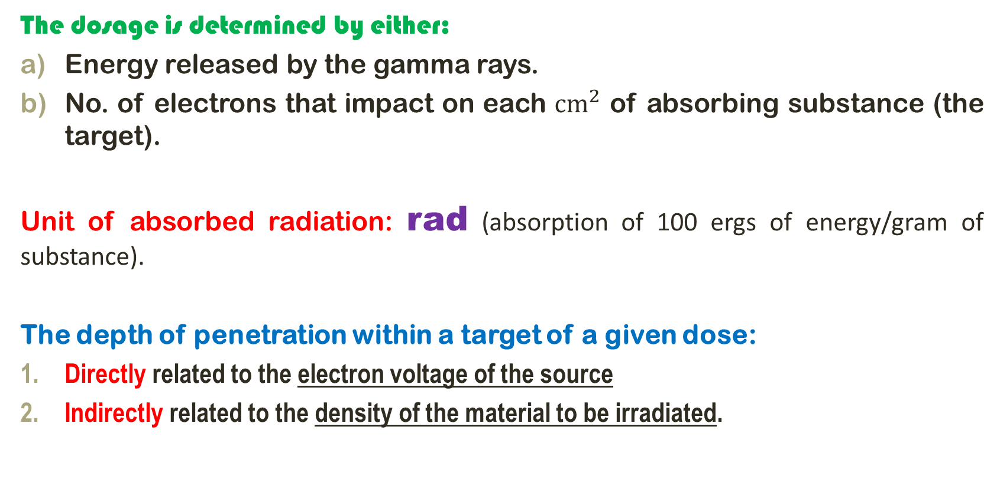 The dosage is determined by either:
a) Energy released by the gamma rays.
b) No. of electrons that impact on each cm² of absorbing substance (the
target).
Unit of absorbed radiation: rad (absorption of 100 ergs of energy/gram of
substance).
The depth of penetration within a target of a given dose:
1. Directly related to the electron voltage of the source
2. Indirectly related to the density of the material to be irradiated.